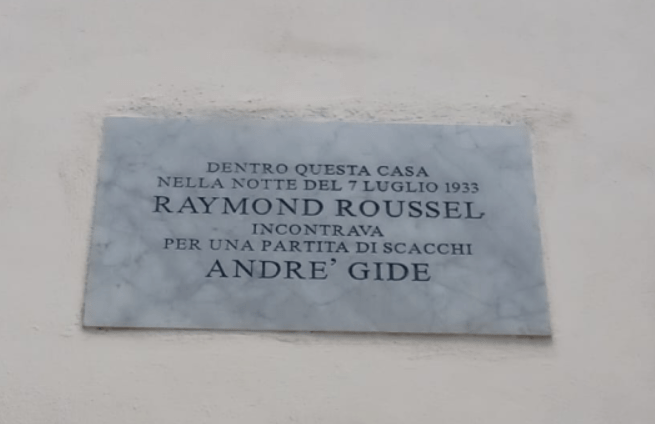 DENTRO QUESTA CASA
NELLA NOTTE DEL 7 LUGLIO 1933
RAYMOND ROUSSEL
INCONTRAVA
PER UNA PARTITA DI SCACCHI
ANDRE' GIDE